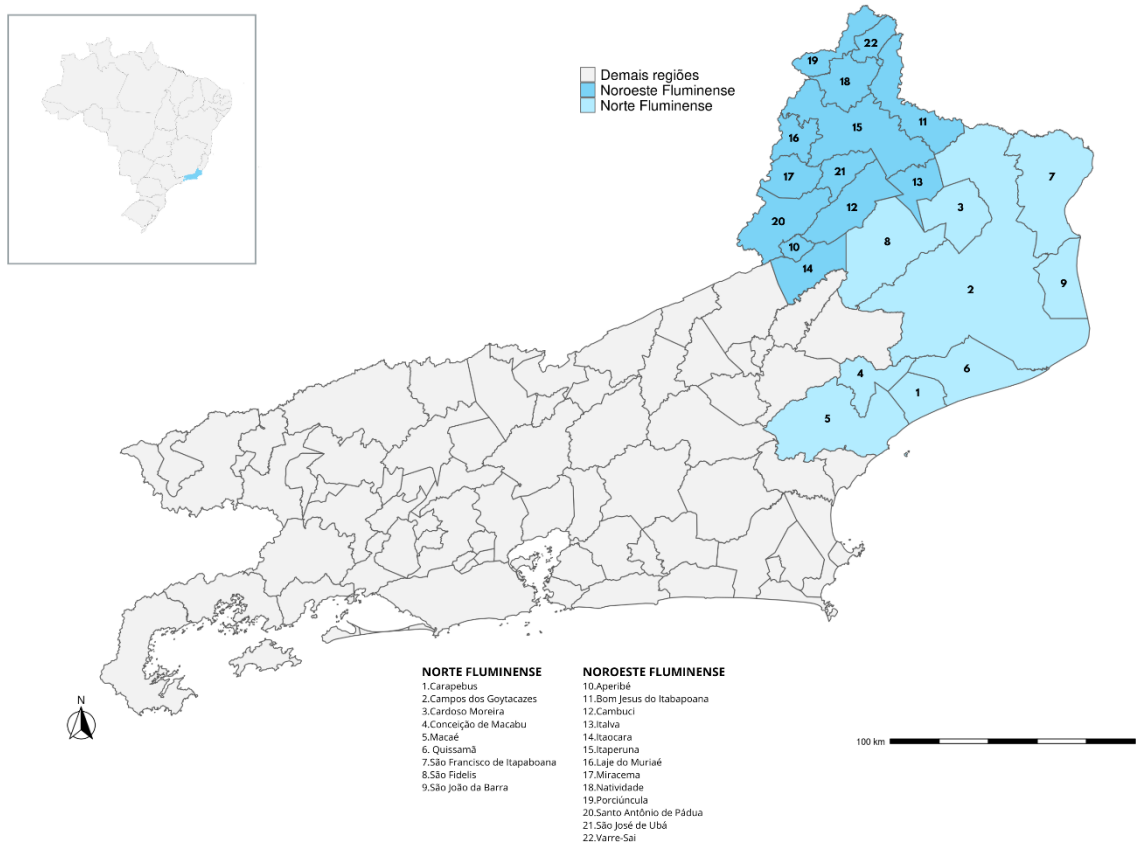 22
19
18
Demais regiões
Noroeste Fluminense
Norte Fluminense
15
11
16
17
21
13
7
12
3
20
8
10
14
2
9
4
6
1
5
NORTE FLUMINENSE
1.Carapebus
2.Campos dos Goytacazes
3.Cardoso Moreira
4.Conceição de Macabu
5.Macaé
6. Quissamã
7.São Francisco de Itapaboana
8.São Fidelis
9.São João da Barra
NOROESTE FLUMINENSE
10.Aperibé
11.Bom Jesus do Itabapoana
12.Cambuci
13.Italva
14.Itaocara
15.Itaperuna
16.Laje do Muriaé
17.Miracema
18.Natividade
19.Porciúncula
20.Santo Antônio de Pádua
21.São José de Ubá
22.Varre-Sai
N
100 km